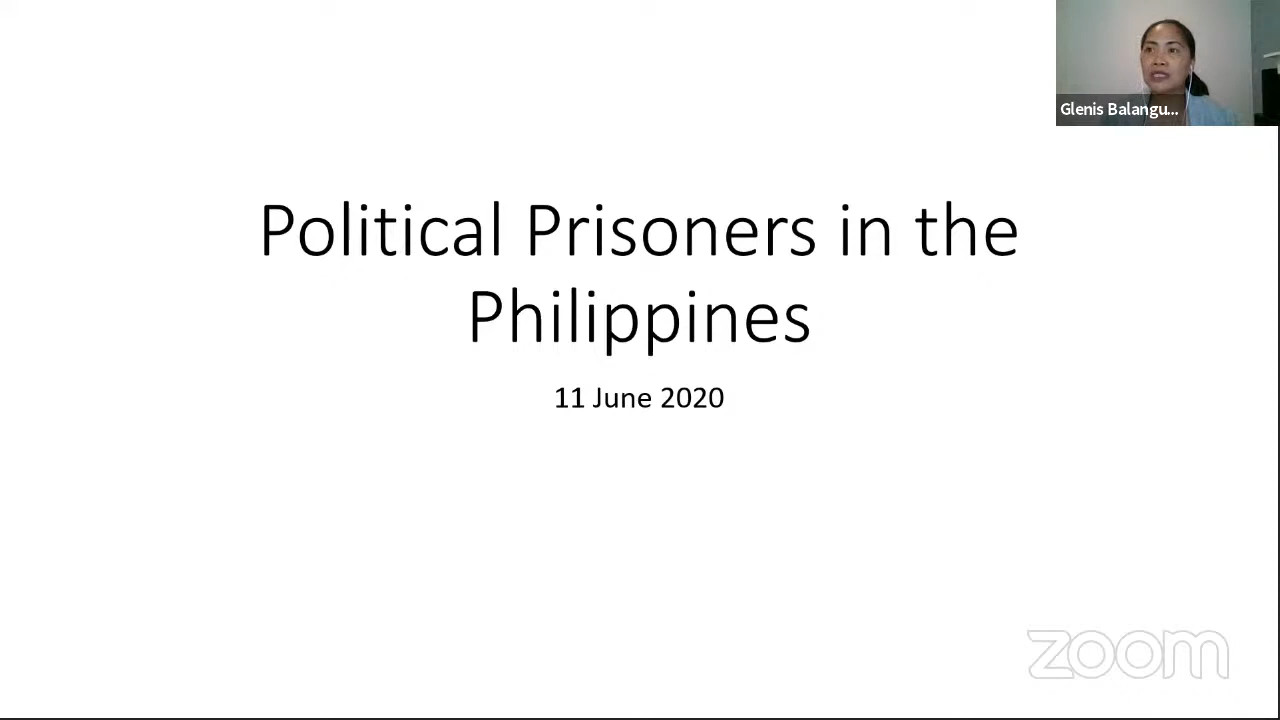 Glenis Balangu...
Political Prisoners in the
Philippines
11 June 2020
zoom